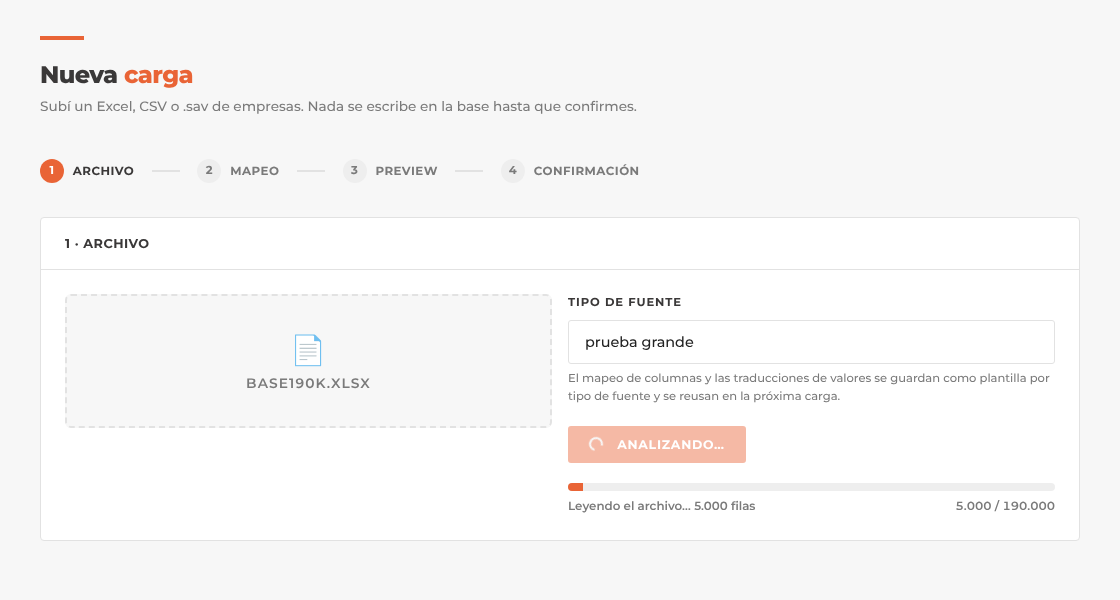 Nueva carga
Subí un Excel, CSV o .sav de empresas. Nada se escribe en la base hasta que confirmes.
1 ARCHIVO 2 MAPEO 3 PREVIEW 4 CONFIRMACIÓN
1 · ARCHIVO
BASE190K.XLSX
TIPO DE FUENTE
prueba grande
El mapeo de columnas y las traducciones de valores se guardan como plantilla por
tipo de fuente y se reusan en la próxima carga.
ANALIZANDO...
Leyendo el archivo... 5.000 filas 5.000 / 190.000